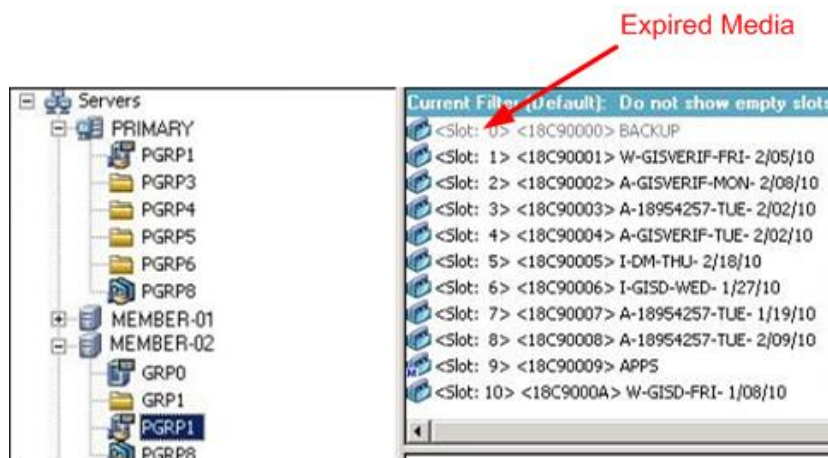 Expired Media
Servers
PRIMARY
PGRP1
PGRP3
PGRP4
PGRP5
PGRP6
PGRP8
MEMBER-01
MEMBER-02
GRP0
GRP1
PGRP1
PGRP8
Current Filter (Default): Do not show empty slots
<Slot: 0> <18C90000> BACKUP
<Slot: 1> <18C90001> W-GISVERIF-FRI- 2/05/10
<Slot: 2> <18C90002> A-GISVERIF-MON- 2/08/10
<Slot: 3> <18C90003> A-18954257-TUE- 2/02/10
<Slot: 4> <18C90004> A-GISVERIF-TUE- 2/02/10
<Slot: 5> <18C90005> I-DM-THU- 2/18/10
<Slot: 6> <18C90006> I-GISD-WED- 1/27/10
<Slot: 7> <18C90007> A-18954257-TUE- 1/19/10
<Slot: 8> <18C90008> A-18954257-TUE- 2/09/10
<Slot: 9> <18C90009> APPS
<Slot: 10> <18C9000A> W-GISD-FRI- 1/08/10